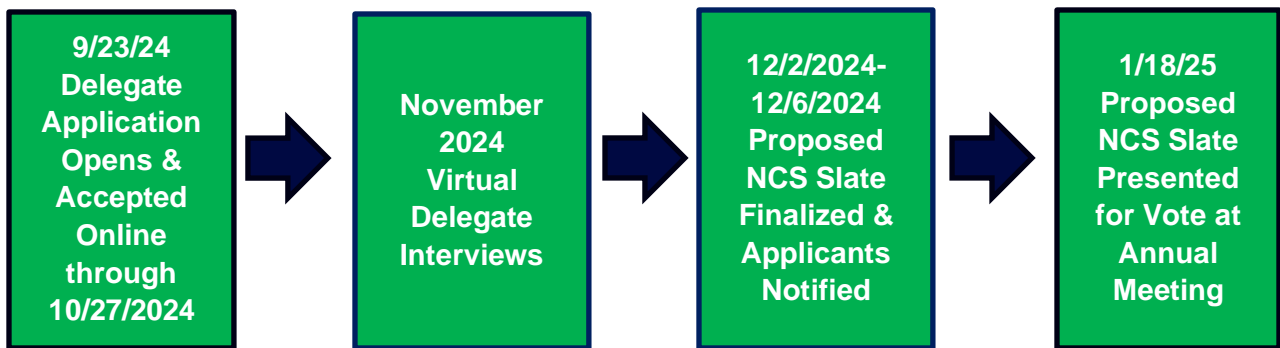 9/23/24
Delegate
Application
Opens &
Accepted
Online
through
10/27/2024
November
2024
Virtual
Delegate
Interviews
12/2/2024-
12/6/2024
Proposed
NCS Slate
Finalized &
Applicants
Notified
1/18/25
Proposed
NCS Slate
Presented
for Vote at
Annual
Meeting